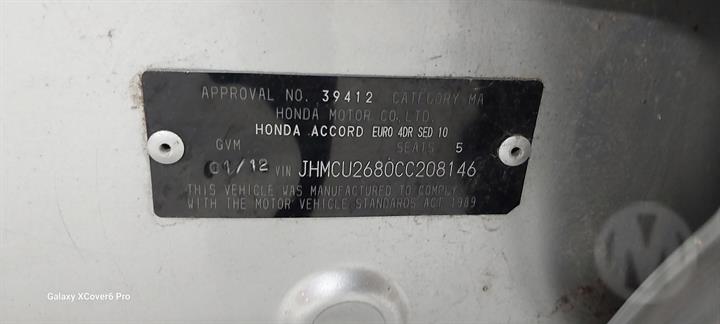 APPROVAL NO. 39412 CATEGORY MA
HONDA MOTOR CO., LTD.
HONDA ACCORD EURO 4DR SED 10
GVM SEATS 5
01/12 VIN JHMCU2680CC208146
THIS VEHICLE WAS MANUFACTURED TO COMPLY
WITH THE MOTOR VEHICLE STANDARDS ACT 1989
M
Galaxy XCover6 Pro